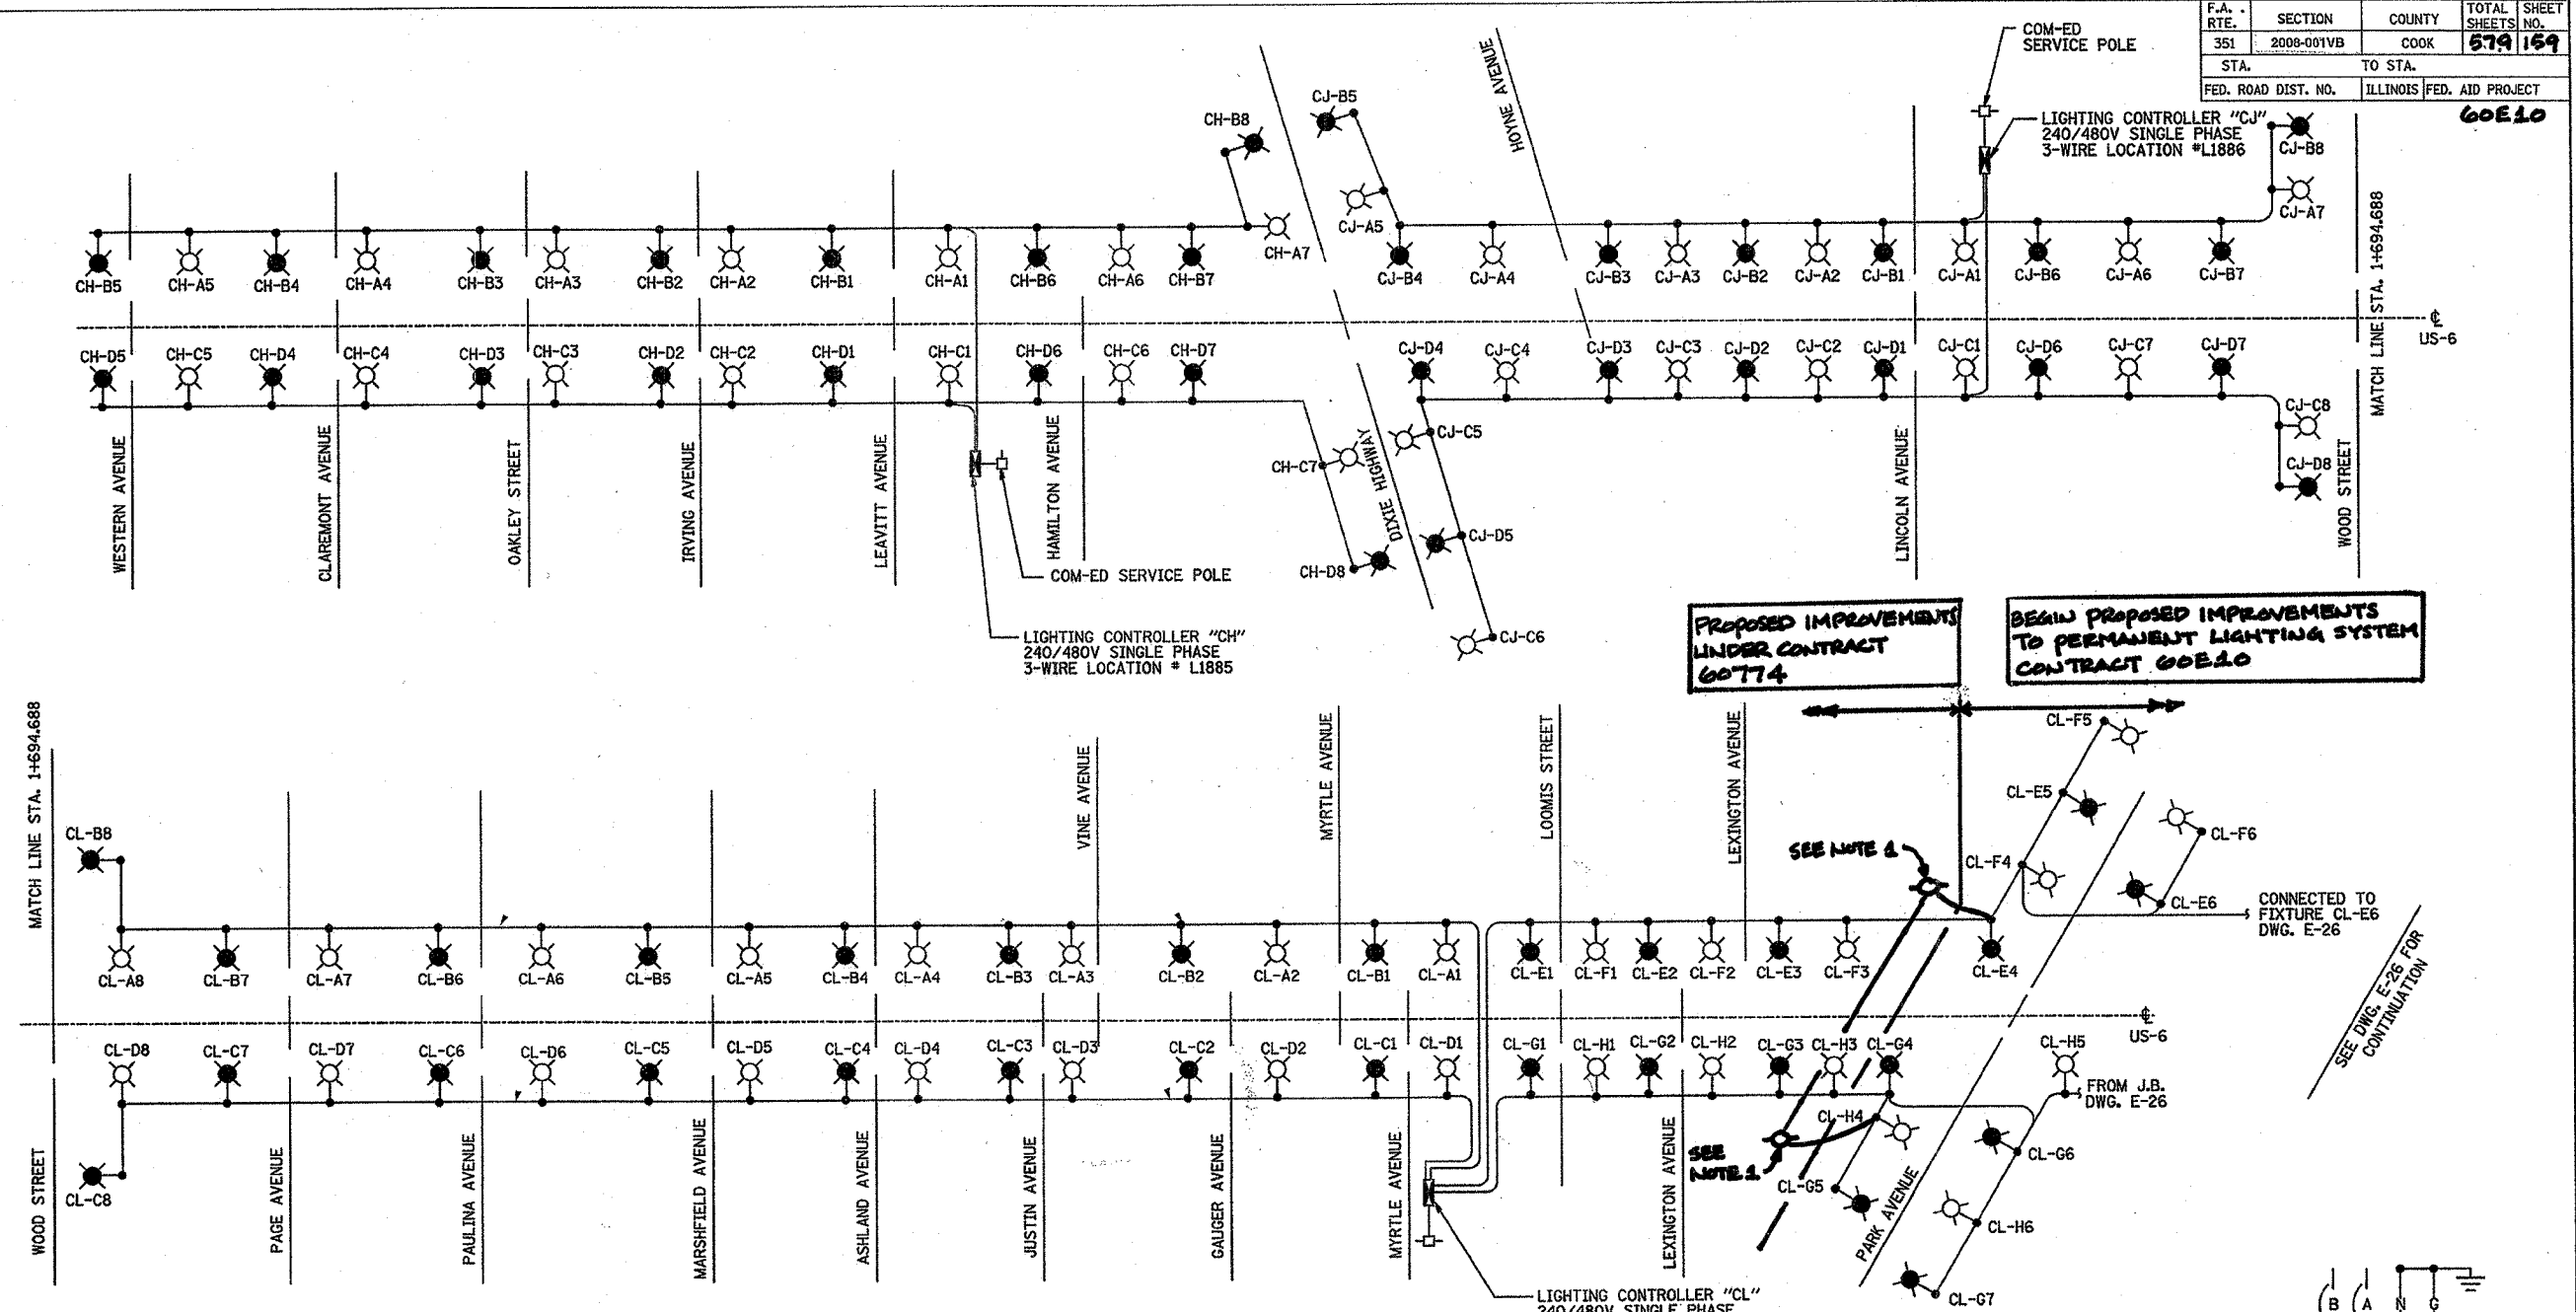 F.A. RTE. SECTION COUNTY TOTAL SHEETS SHEET NO.
351 2008-001VB COOK 579 159
STA. TO STA.
FED. ROAD DIST. NO. ILLINOIS FED. AID PROJECT
60E10
COM-ED
SERVICE POLE
LIGHTING CONTROLLER "CJ"
240/480V SINGLE PHASE
3-WIRE LOCATION #L1886
HOYNE AVENUE
CJ-B5
CH-B8
CJ-A5
CH-A7
CJ-B8
CJ-A7
CH-B5 CH-A5 CH-B4 CH-A4 CH-B3 CH-A3 CH-B2 CH-A2 CH-B1 CH-A1 CH-B6 CH-A6 CH-B7
CJ-B4 CJ-A4 CJ-B3 CJ-A3 CJ-B2 CJ-A2 CJ-B1 CJ-A1 CJ-B6 CJ-A6 CJ-B7
MATCH LINE STA. 1+694.688
℄
US-6
CH-D5 CH-C5 CH-D4 CH-C4 CH-D3 CH-C3 CH-D2 CH-C2 CH-D1 CH-C1 CH-D6 CH-C6 CH-D7
CJ-D4 CJ-C4 CJ-D3 CJ-C3 CJ-D2 CJ-C2 CJ-D1 CJ-C1 CJ-D6 CJ-C7 CJ-D7
CJ-C8
CJ-D8
CJ-C5
CH-C7
CJ-D5
CH-D8
CJ-C6
WESTERN AVENUE
CLAREMONT AVENUE
OAKLEY STREET
IRVING AVENUE
LEAVITT AVENUE
HAMILTON AVENUE
DIXIE HIGHWAY
LINCOLN AVENUE
WOOD STREET
COM-ED SERVICE POLE
LIGHTING CONTROLLER "CH"
240/480V SINGLE PHASE
3-WIRE LOCATION # L1885
PROPOSED IMPROVEMENTS
UNDER CONTRACT
60774
BEGIN PROPOSED IMPROVEMENTS
TO PERMANENT LIGHTING SYSTEM
CONTRACT 60E10
MATCH LINE STA. 1+694.688
VINE AVENUE
MYRTLE AVENUE
LOOMIS STREET
LEXINGTON AVENUE
CL-F5
CL-E5
CL-F6
SEE NOTE 1
CL-F4
CL-E6
CONNECTED TO
FIXTURE CL-E6
DWG. E-26
SEE DWG. E-26 FOR
CONTINUATION
CL-B8
CL-A8 CL-B7 CL-A7 CL-B6 CL-A6 CL-B5 CL-A5 CL-B4 CL-A4 CL-B3 CL-A3 CL-B2 CL-A2 CL-B1 CL-A1 CL-E1 CL-F1 CL-E2 CL-F2 CL-E3 CL-F3 CL-E4
℄
US-6
CL-D8 CL-C7 CL-D7 CL-C6 CL-D6 CL-C5 CL-D5 CL-C4 CL-D4 CL-C3 CL-D3 CL-C2 CL-D2 CL-C1 CL-D1 CL-G1 CL-H1 CL-G2 CL-H2 CL-G3 CL-H3 CL-G4 CL-H5
FROM J.B.
DWG. E-26
CL-H4
CL-G6
SEE
NOTE 1
CL-G5
CL-H6
CL-G7
CL-C8
WOOD STREET
PAGE AVENUE
PAULINA AVENUE
MARSHFIELD AVENUE
ASHLAND AVENUE
JUSTIN AVENUE
GAUGER AVENUE
MYRTLE AVENUE
LEXINGTON AVENUE
PARK AVENUE
LIGHTING CONTROLLER "CL"
240/480V SINGLE PHASE
B A N G